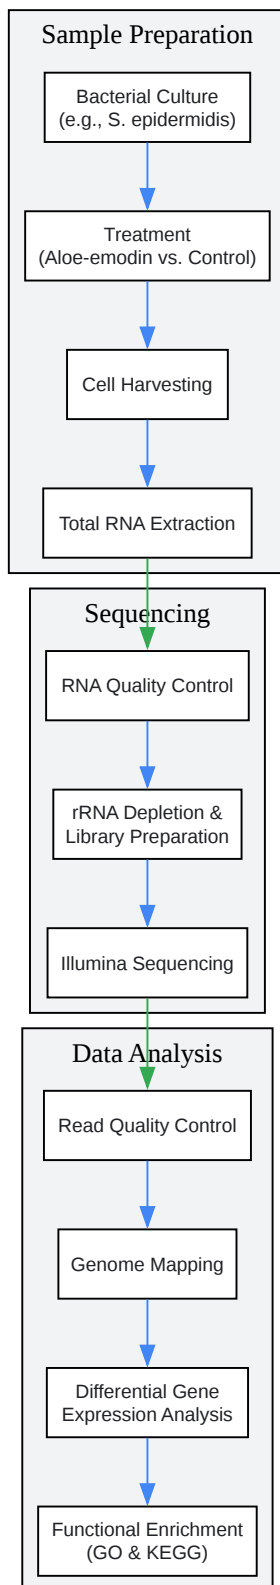 Sample Preparation
Bacterial Culture
(e.g., S. epidermidis)
Treatment
(Aloe-emodin vs. Control)
Cell Harvesting
Total RNA Extraction
Sequencing
RNA Quality Control
rRNA Depletion &
Library Preparation
Illumina Sequencing
Data Analysis
Read Quality Control
Genome Mapping
Differential Gene
Expression Analysis
Functional Enrichment
(GO & KEGG)